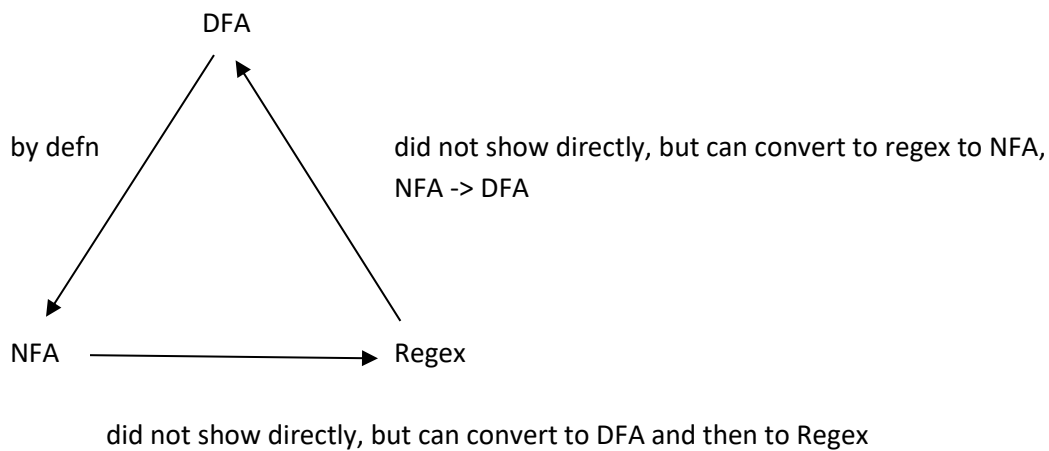 DFA
by defn
did not show directly, but can convert to regex to NFA,
NFA -> DFA
NFA
Regex
did not show directly, but can convert to DFA and then to Regex